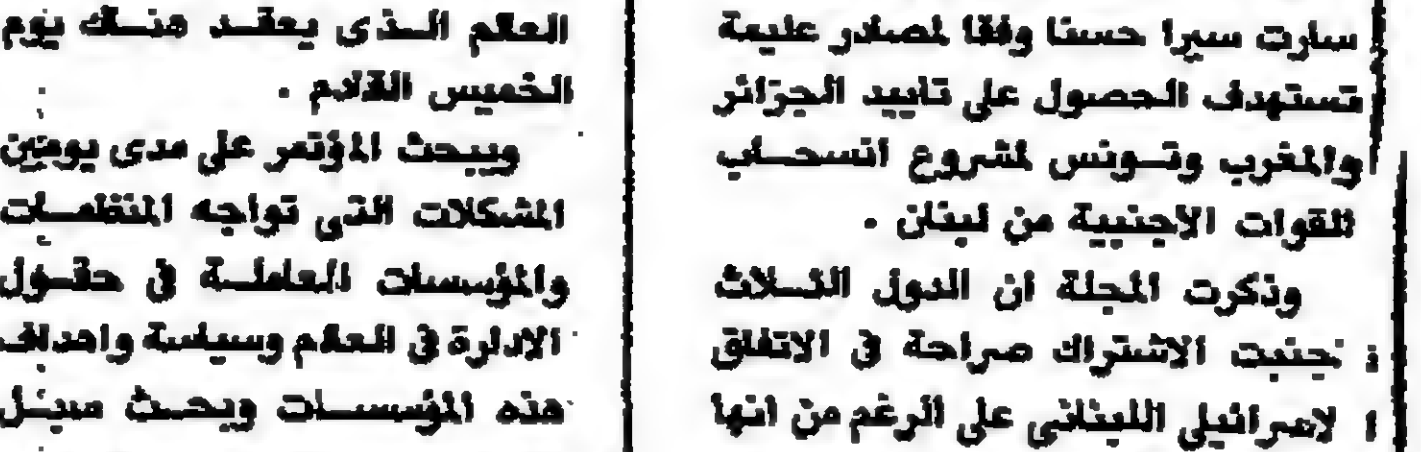 سارت سيرا حسنا وفقا لمصادر عليمة
تستهدف الحصول على تاييد الجزائر
والمغرب وتونس لمشروع انسحاب
القوات الاجنبية من لبنان .
وذكرت المجلة ان الدول الثلاث
تجنبت الاشتراك صراحة في الاتفاق
الاسرائيلي اللبناني على الرغم من انها
العالم الذى يعقد هناك يوم
الخميس القادم .
ويبحث المؤتمر على مدى يومين
المشكلات التى تواجه المنظمات
والمؤسسات العاملة في حقول
الادارة في العالم وسياسة واهداف
هذه المؤسسات وبحث سبل